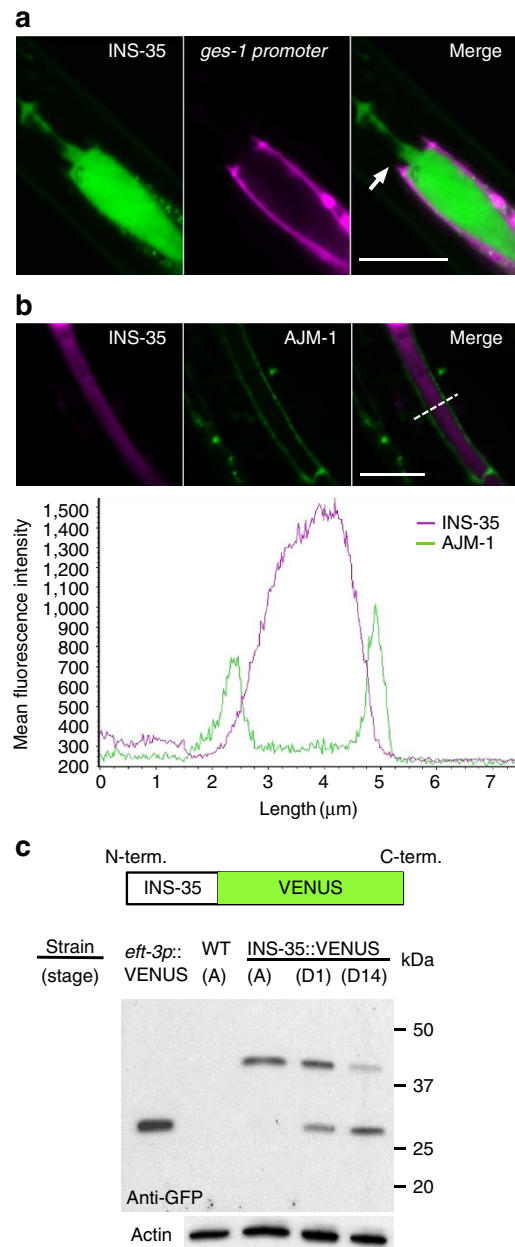 a
INS-35 ges-1 promoter Merge
b
INS-35 AJM-1 Merge
1,500
1,400
1,300
1,200
1,100
1,000
900
800
700
600
500
400
300
200
Mean fluorescence intensity
INS-35
AJM-1
0 1 2 3 4 5 6 7
Length (μm)
c
N-term. C-term.
INS-35 VENUS
Strain eft-3p:: WT INS-35::VENUS kDa
(stage) VENUS (A) (A) (D1) (D14)
50
37
25
20
Anti-GFP
Actin